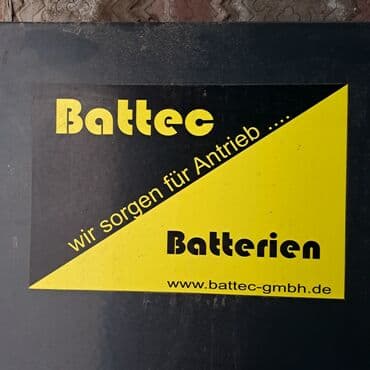 Battec
wir sorgen für Antrieb ....
Batterien
www.battec-gmbh.de